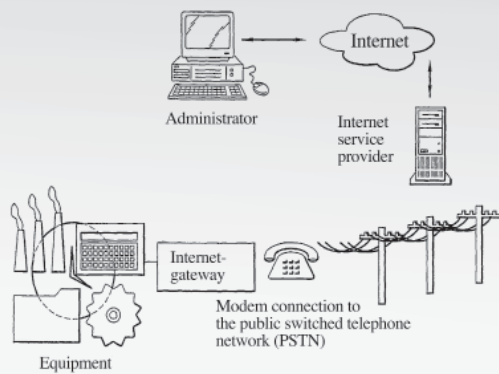 Internet
Administrator
Internet
service
provider
Internet-
gateway
Modem connection to
the public switched telephone
network (PSTN)
Equipment